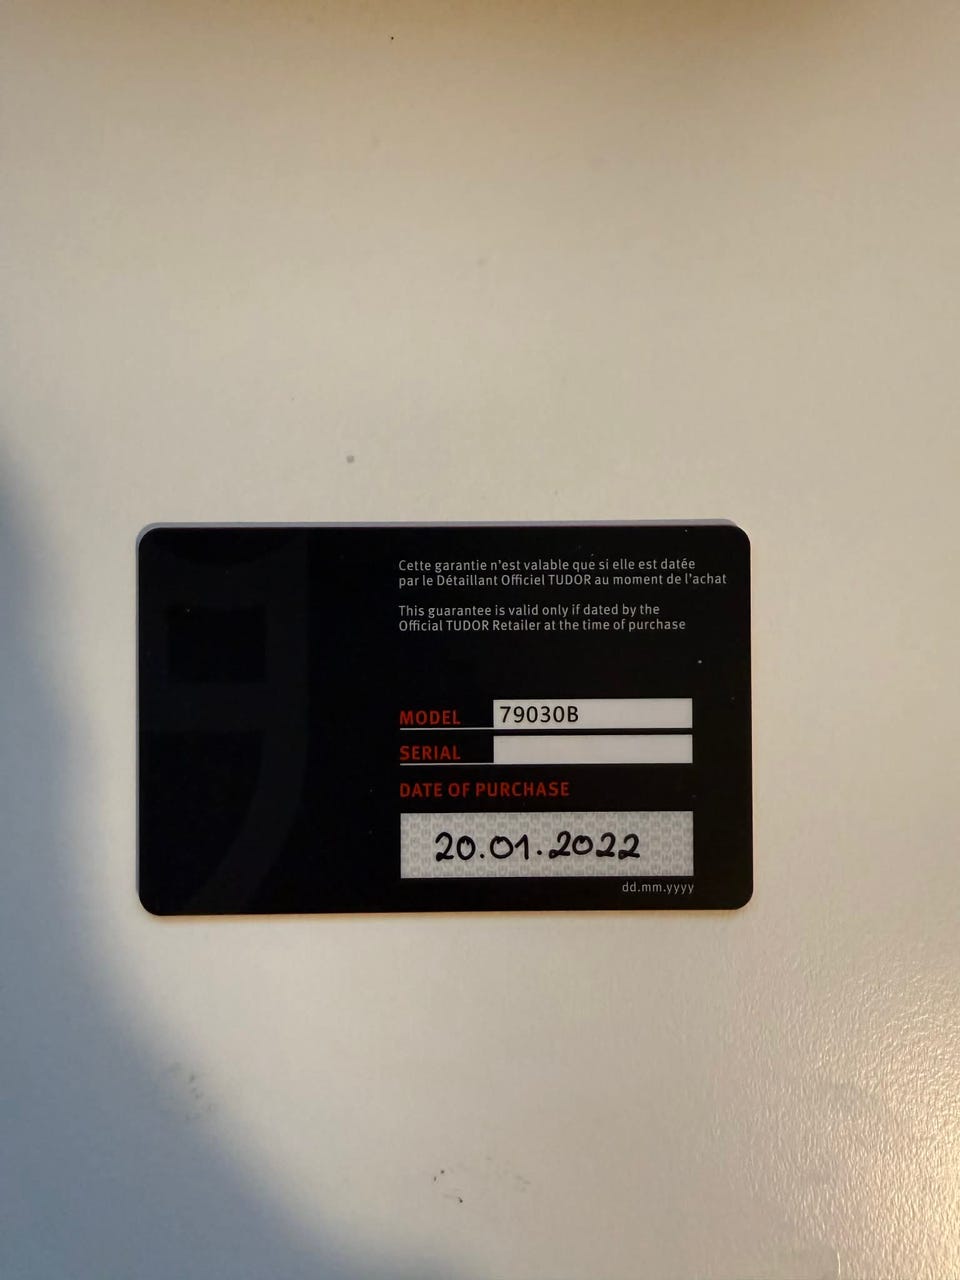 Cette garantie n'est valable que si elle est datée
par le Détaillant Officiel TUDOR au moment de l'achat
This guarantee is valid only if dated by the
Official TUDOR Retailer at the time of purchase
MODEL 79030B
SERIAL
DATE OF PURCHASE
20.01.2022
dd.mm.yyyy